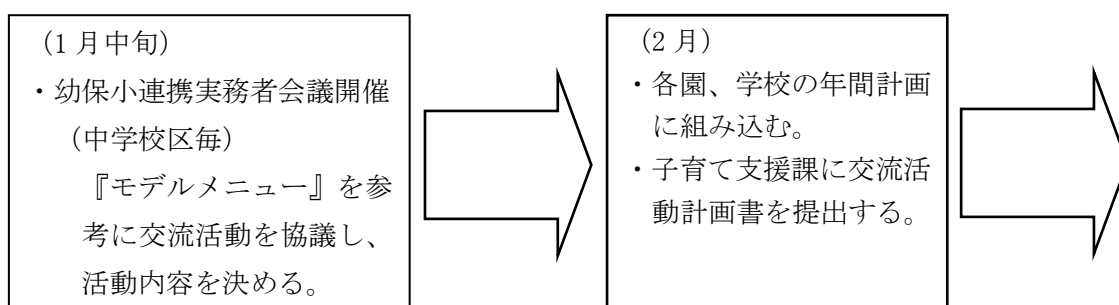 (1 月中旬)
・幼保小連携実務者会議開催
(中学校区毎)
『モデルメニュー』を参
考に交流活動を協議し、
活動内容を決める。
(2 月)
・各園、学校の年間計画
に組み込む。
・子育て支援課に交流活
動計画書を提出する。